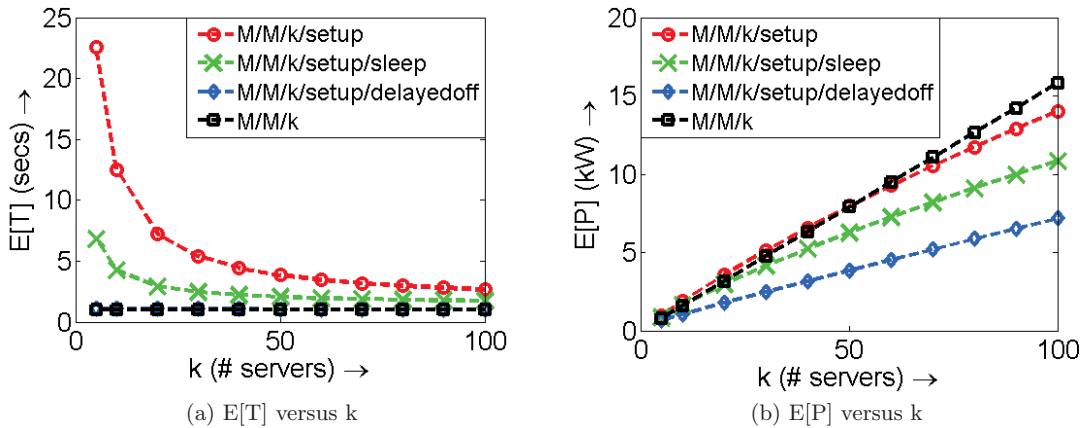 25
20
15
10
5
0
0
50
100
E[T] (secs) →
k (# servers) →
M/M/k/setup
M/M/k/setup/sleep
M/M/k/setup/delayedoff
M/M/k
(a) E[T] versus k
20
15
10
5
0
0
50
100
E[P] (kW) →
k (# servers) →
M/M/k/setup
M/M/k/setup/sleep
M/M/k/setup/delayedoff
M/M/k
(b) E[P] versus k